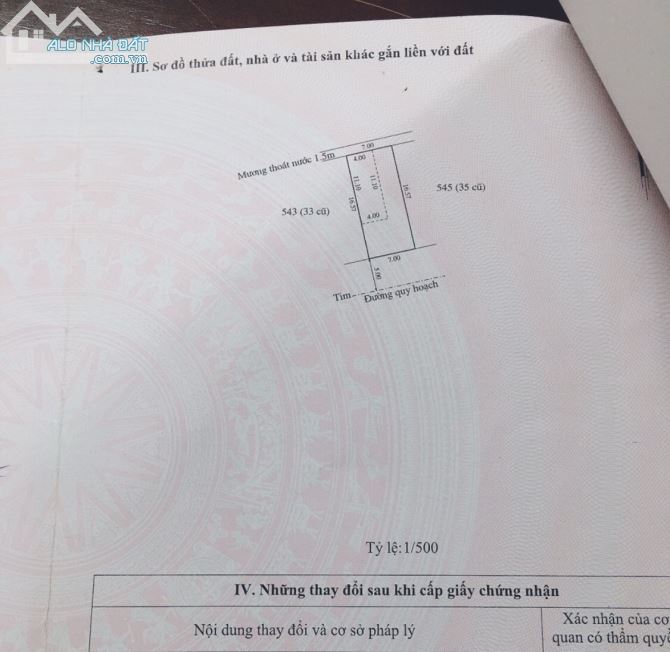 ALO NHÀ ĐẤT
.com.vn
III. Sơ đồ thửa đất, nhà ở và tài sản khác gắn liền với đất
Mương thoát nước 1.5m
7.00
4.00
11.10
11.10
16.57
16.57
543 (33 cũ)
545 (35 cũ)
4.00
7.00
5.00
Tim
Đường quy hoạch
Tỷ lệ:1/500
IV. Những thay đổi sau khi cấp giấy chứng nhận
Nội dung thay đổi và cơ sở pháp lý
Xác nhận của cơ
quan có thẩm quyề